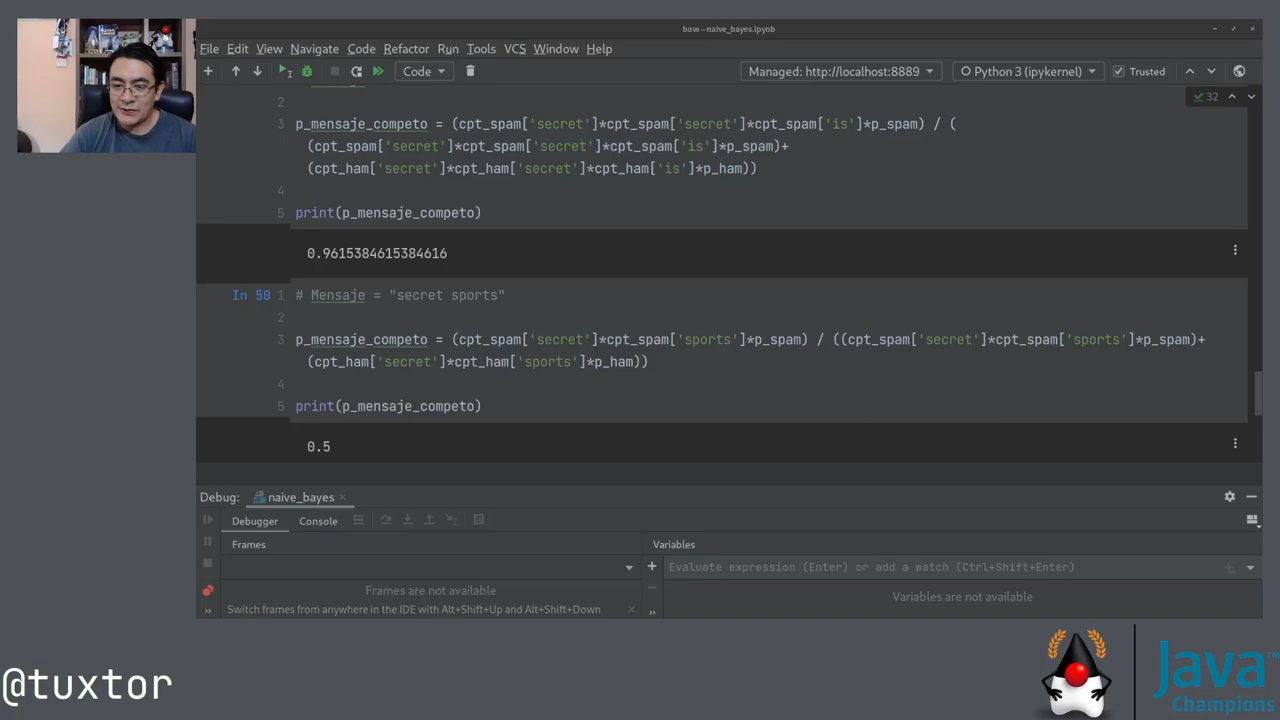 bow – naive_bayes.ipynb
File Edit View Navigate Code Refactor Run Tools VCS Window Help
Code Managed: http://localhost:8889 Python 3 (ipykernel) Trusted
32
2
3 p_mensaje_competo = (cpt_spam['secret']*cpt_spam['secret']*cpt_spam['is']*p_spam) / (
(cpt_spam['secret']*cpt_spam['secret']*cpt_spam['is']*p_spam)+
(cpt_ham['secret']*cpt_ham['secret']*cpt_ham['is']*p_ham))
4
5 print(p_mensaje_competo)
0.9615384615384616
In 50 1 # Mensaje = "secret sports"
2
3 p_mensaje_competo = (cpt_spam['secret']*cpt_spam['sports']*p_spam) / ((cpt_spam['secret']*cpt_spam['sports']*p_spam)+
(cpt_ham['secret']*cpt_ham['sports']*p_ham))
4
5 print(p_mensaje_competo)
0.5
Debug: naive_bayes
Debugger Console
Frames Variables
Evaluate expression (Enter) or add a watch (Ctrl+Shift+Enter)
Frames are not available
Variables are not available
Switch frames from anywhere in the IDE with Alt+Shift+Up and Alt+Shift+Down
@tuxtor
Java
Champions